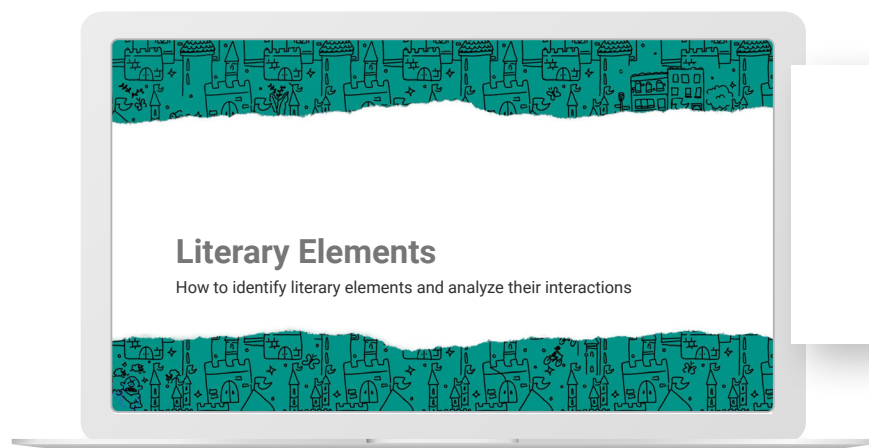 Literary Elements
How to identify literary elements and analyze their interactions